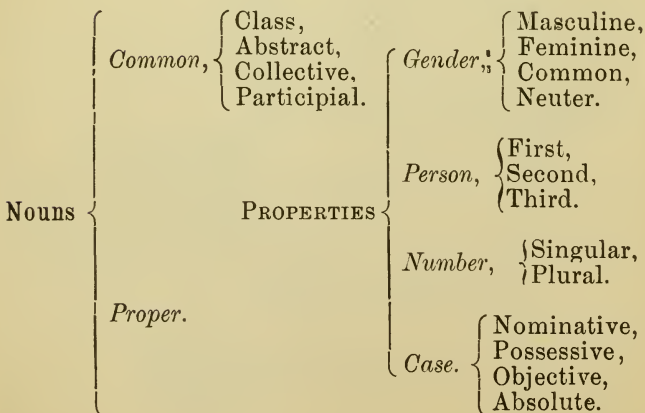 Nouns
Common,
Class,
Abstract,
Collective,
Participial.
Proper.
PROPERTIES
Gender,
Masculine,
Feminine,
Common,
Neuter.
Person,
First,
Second,
Third.
Number,
Singular,
Plural.
Case.
Nominative,
Possessive,
Objective,
Absolute.